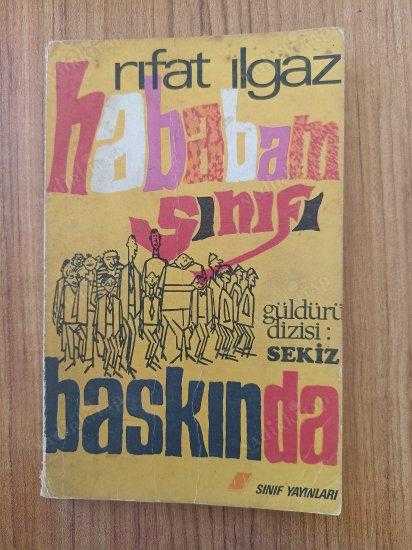 rıfat ılgaz
hababam
sınıfı
güldürü
dizisi :
SEKİZ
baskında
SINIF YAYINLARI